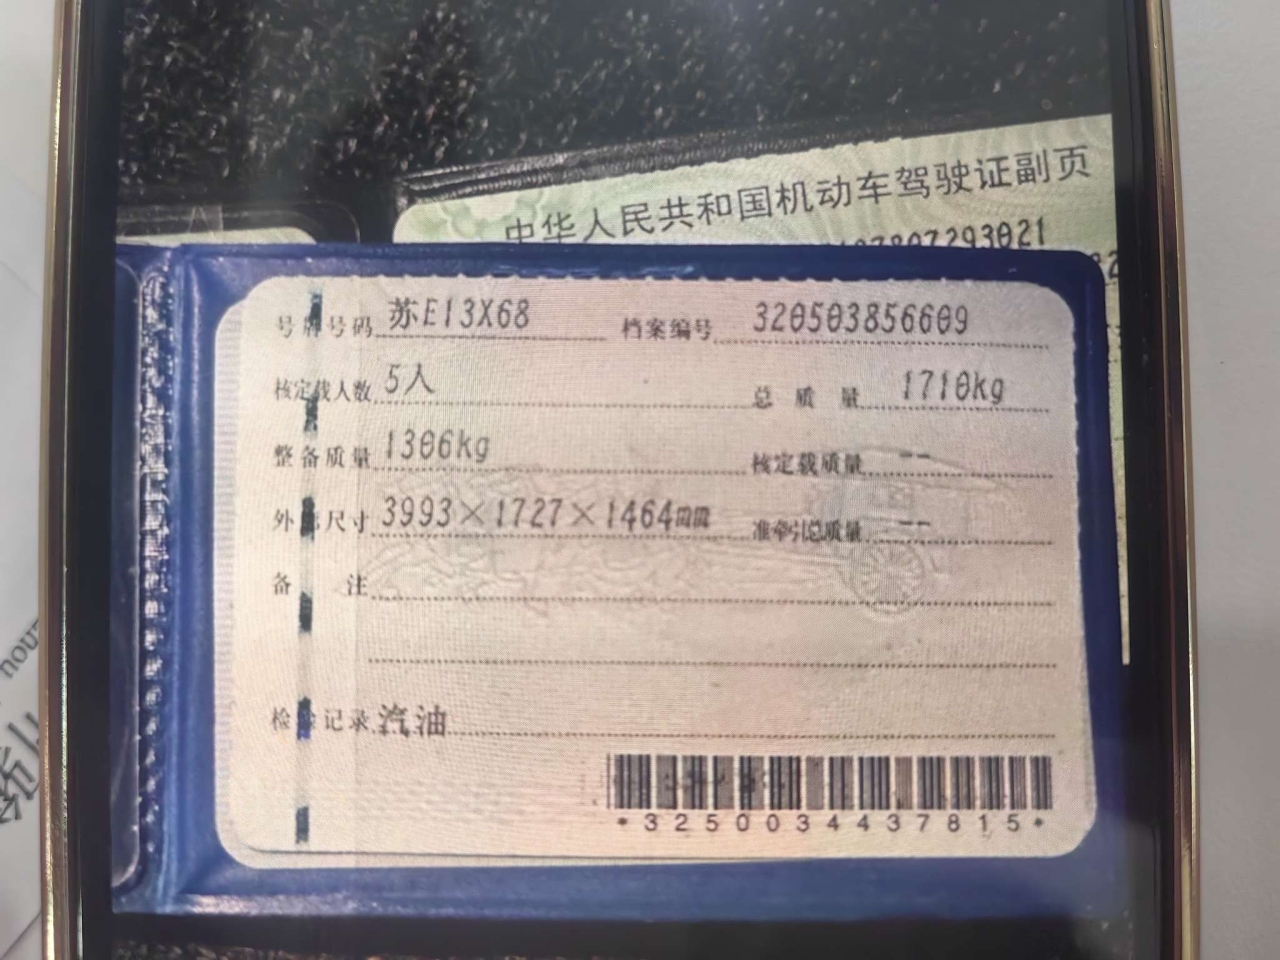 中华人民共和国机动车驾驶证副页
7293021
号牌号码 苏E13X68 档案编号 320503856609
核定载人数 5人 总质量 1710kg
整备质量 1306kg 核定载质量 --
外廓尺寸 3993×1727×1464mm 准牵引总质量 --
备注
检验记录 汽油
*3250034437815*